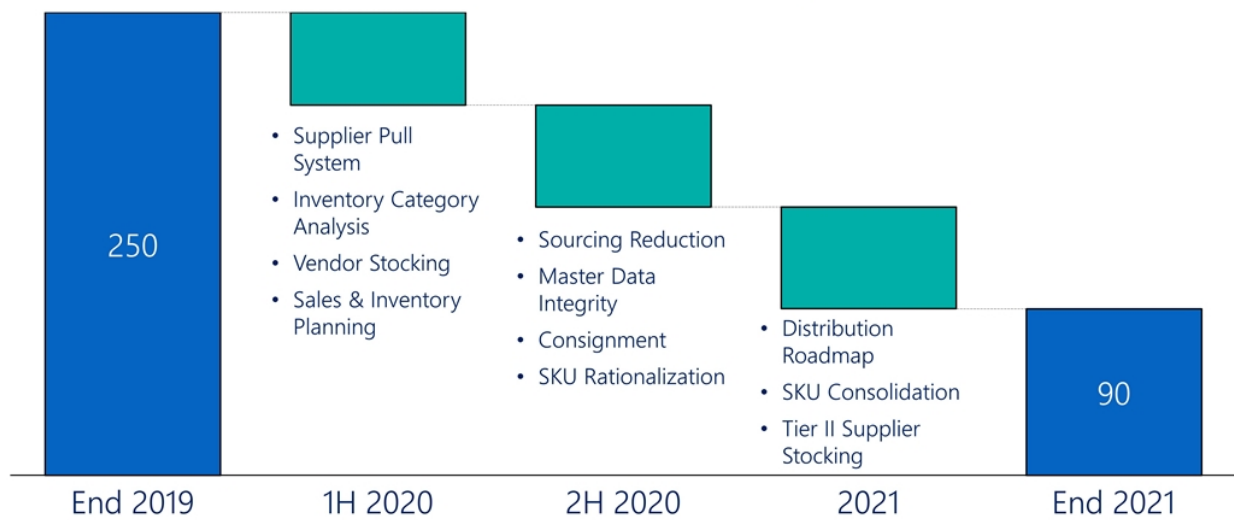 250
• Supplier Pull
System
• Inventory Category
Analysis
• Vendor Stocking
• Sales & Inventory
Planning
• Sourcing Reduction
• Master Data
Integrity
• Consignment
• SKU Rationalization
• Distribution
Roadmap
• SKU Consolidation
• Tier II Supplier
Stocking
90
End 2019
1H 2020
2H 2020
2021
End 2021